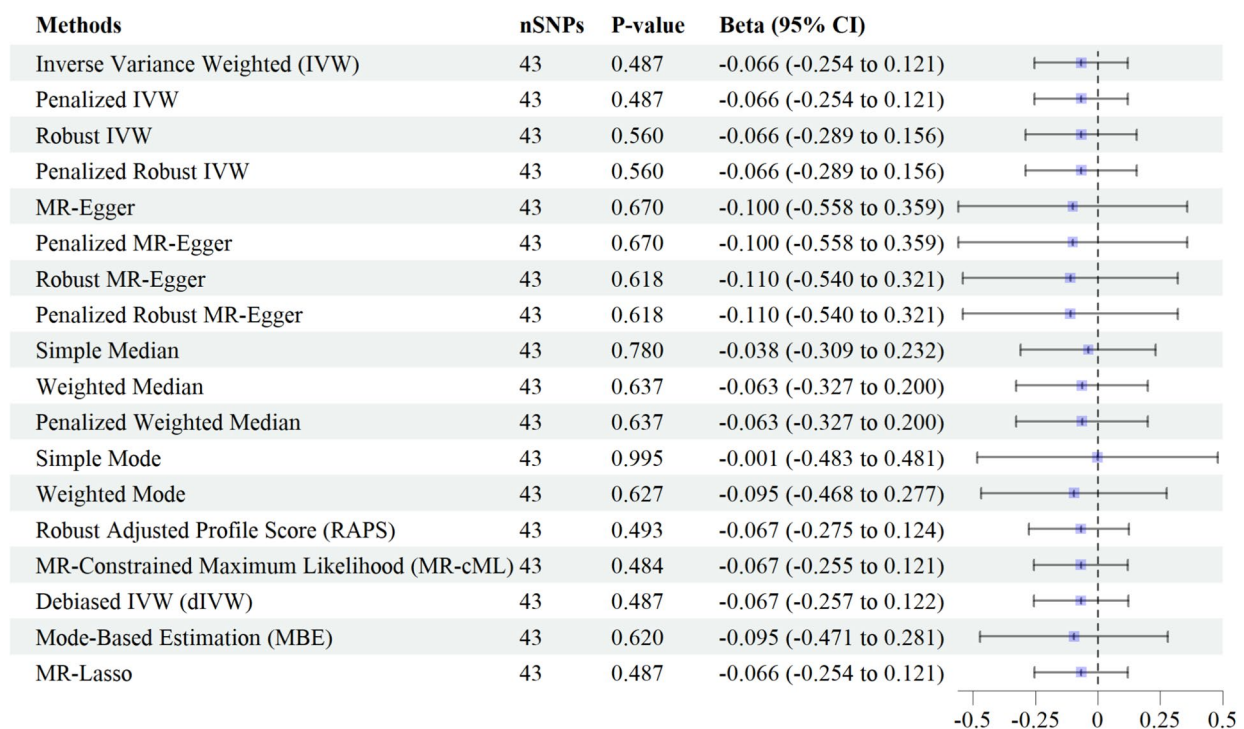 Methods nSNPs P-value Beta (95% CI)
Inverse Variance Weighted (IVW) 43 0.487 -0.066 (-0.254 to 0.121)
Penalized IVW 43 0.487 -0.066 (-0.254 to 0.121)
Robust IVW 43 0.560 -0.066 (-0.289 to 0.156)
Penalized Robust IVW 43 0.560 -0.066 (-0.289 to 0.156)
MR-Egger 43 0.670 -0.100 (-0.558 to 0.359)
Penalized MR-Egger 43 0.670 -0.100 (-0.558 to 0.359)
Robust MR-Egger 43 0.618 -0.110 (-0.540 to 0.321)
Penalized Robust MR-Egger 43 0.618 -0.110 (-0.540 to 0.321)
Simple Median 43 0.780 -0.038 (-0.309 to 0.232)
Weighted Median 43 0.637 -0.063 (-0.327 to 0.200)
Penalized Weighted Median 43 0.637 -0.063 (-0.327 to 0.200)
Simple Mode 43 0.995 -0.001 (-0.483 to 0.481)
Weighted Mode 43 0.627 -0.095 (-0.468 to 0.277)
Robust Adjusted Profile Score (RAPS) 43 0.493 -0.067 (-0.275 to 0.124)
MR-Constrained Maximum Likelihood (MR-cML) 43 0.484 -0.067 (-0.255 to 0.121)
Debiased IVW (dIVW) 43 0.487 -0.067 (-0.257 to 0.122)
Mode-Based Estimation (MBE) 43 0.620 -0.095 (-0.471 to 0.281)
MR-Lasso 43 0.487 -0.066 (-0.254 to 0.121)
-0.5 -0.25 0 0.25 0.5